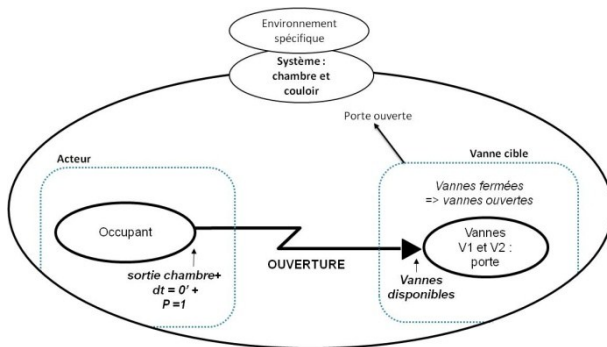 Environnement
spécifique
Système :
chambre et
couloir
Porte ouverte
Acteur
Vanne cible
Vannes fermées
=> vannes ouvertes
Occupant
Vannes
V1 et V2 :
porte
OUVERTURE
sortie chambre+
dt = 0' +
P =1
Vannes
disponibles